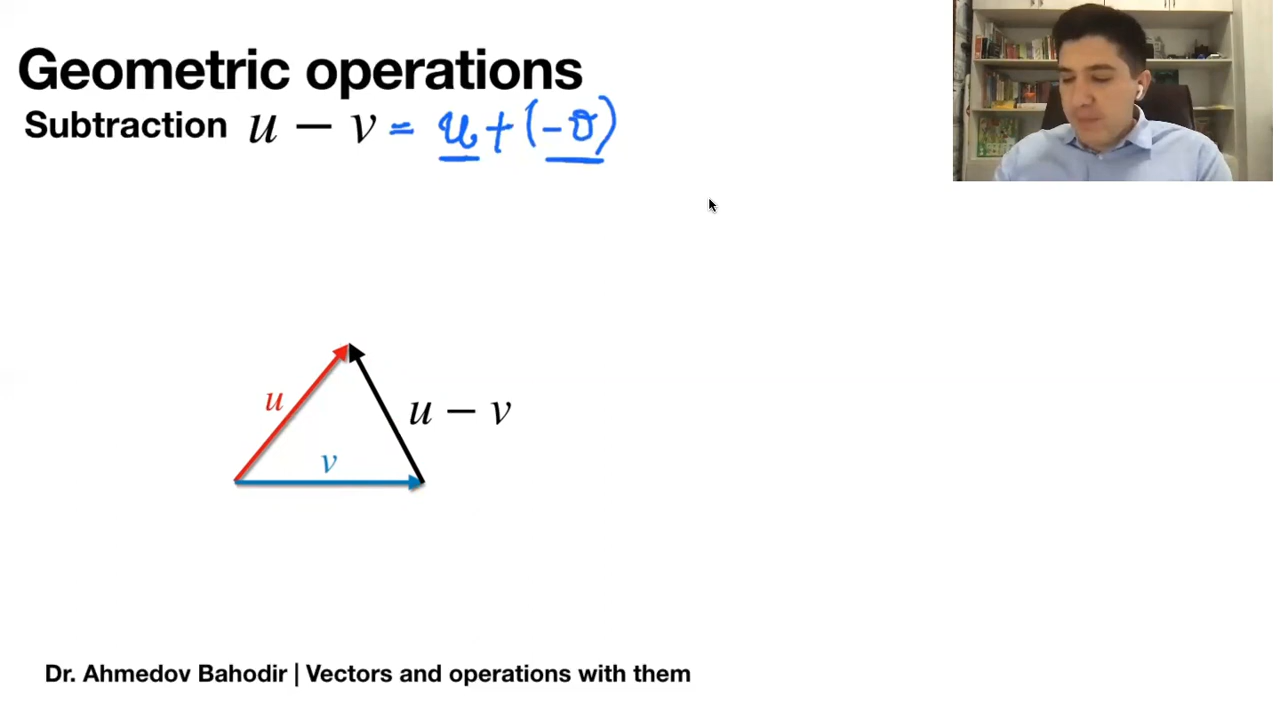 Geometric operations
Subtraction u − v = u + (−v)
u
u − v
v
Dr. Ahmedov Bahodir | Vectors and operations with them